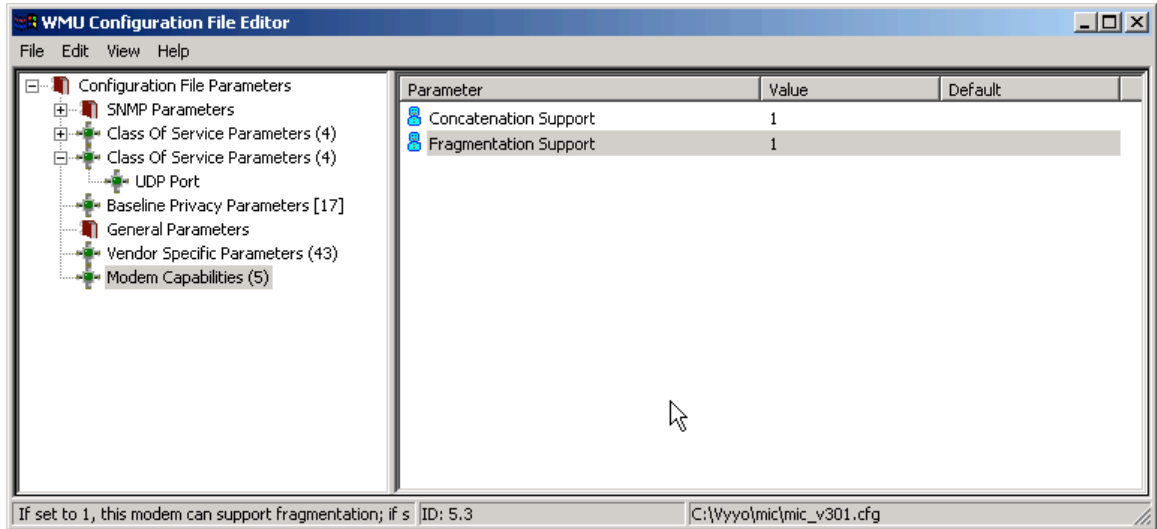 WMU Configuration File Editor
File Edit View Help
Configuration File Parameters
SNMP Parameters
Class Of Service Parameters (4)
Class Of Service Parameters (4)
UDP Port
Baseline Privacy Parameters [17]
General Parameters
Vendor Specific Parameters (43)
Modem Capabilities (5)
Parameter Value Default
Concatenation Support 1
Fragmentation Support 1
If set to 1, this modem can support fragmentation; if s ID: 5.3 C:\Vyyo\mic\mic_v301.cfg